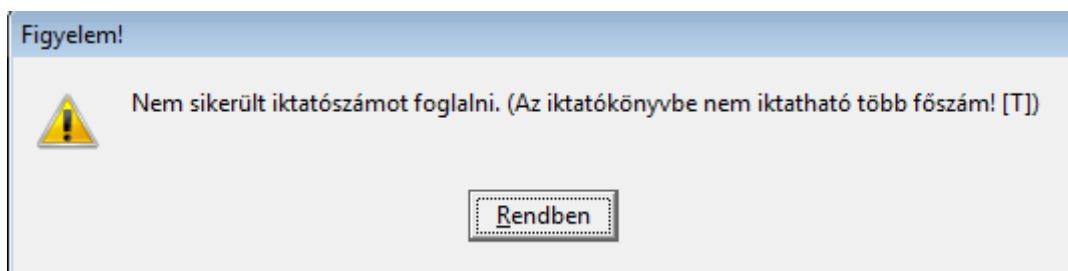 Figyelem!
Nem sikerült iktatószámot foglalni. (Az iktatókönyvbe nem iktatható több főszám! [T])
Rendben